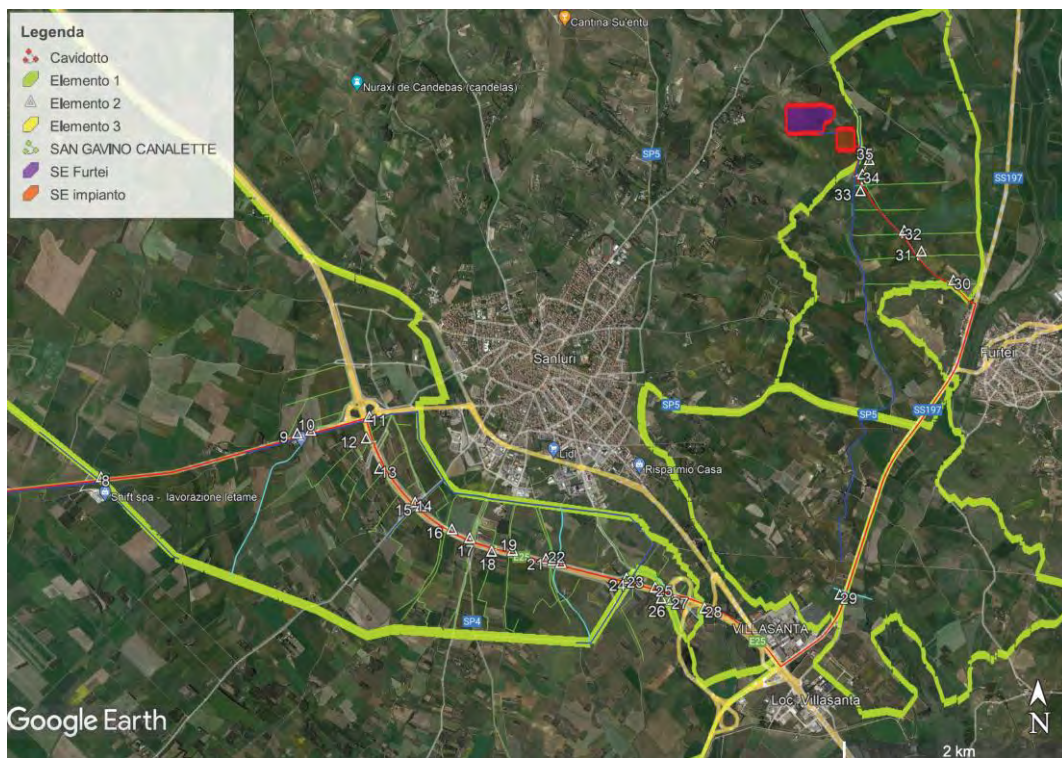 Legenda
Cavidotto
Elemento 1
Elemento 2
Elemento 3
SAN GAVINO CANALETTE
SE Furtei
SE impianto
Cantina Su'entu
Nuraxi de Candebas (candelas)
SP5
SS197
35
34
33
32
31
30
Sanluri
Furtei
SP5
SP5
SS197
11
10
9
12
Lidl
Risparmio Casa
13
8
Snift spa - lavorazione letame
14
15
16
17
19
18
E25
22
21
23
24
25
26
27
28
29
SP4
VILLASANTA
E25
Loc. Villasanta
Google Earth
N
2 km